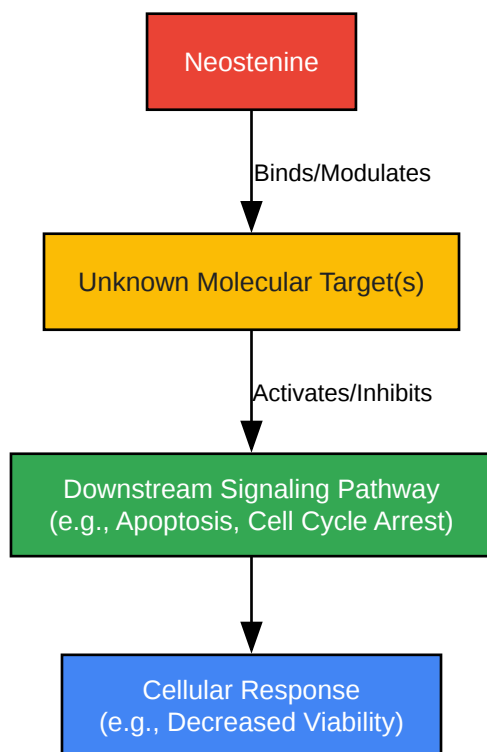 Neostenine
Binds/Modulates
Unknown Molecular Target(s)
Activates/Inhibits
Downstream Signaling Pathway
(e.g., Apoptosis, Cell Cycle Arrest)
Cellular Response
(e.g., Decreased Viability)